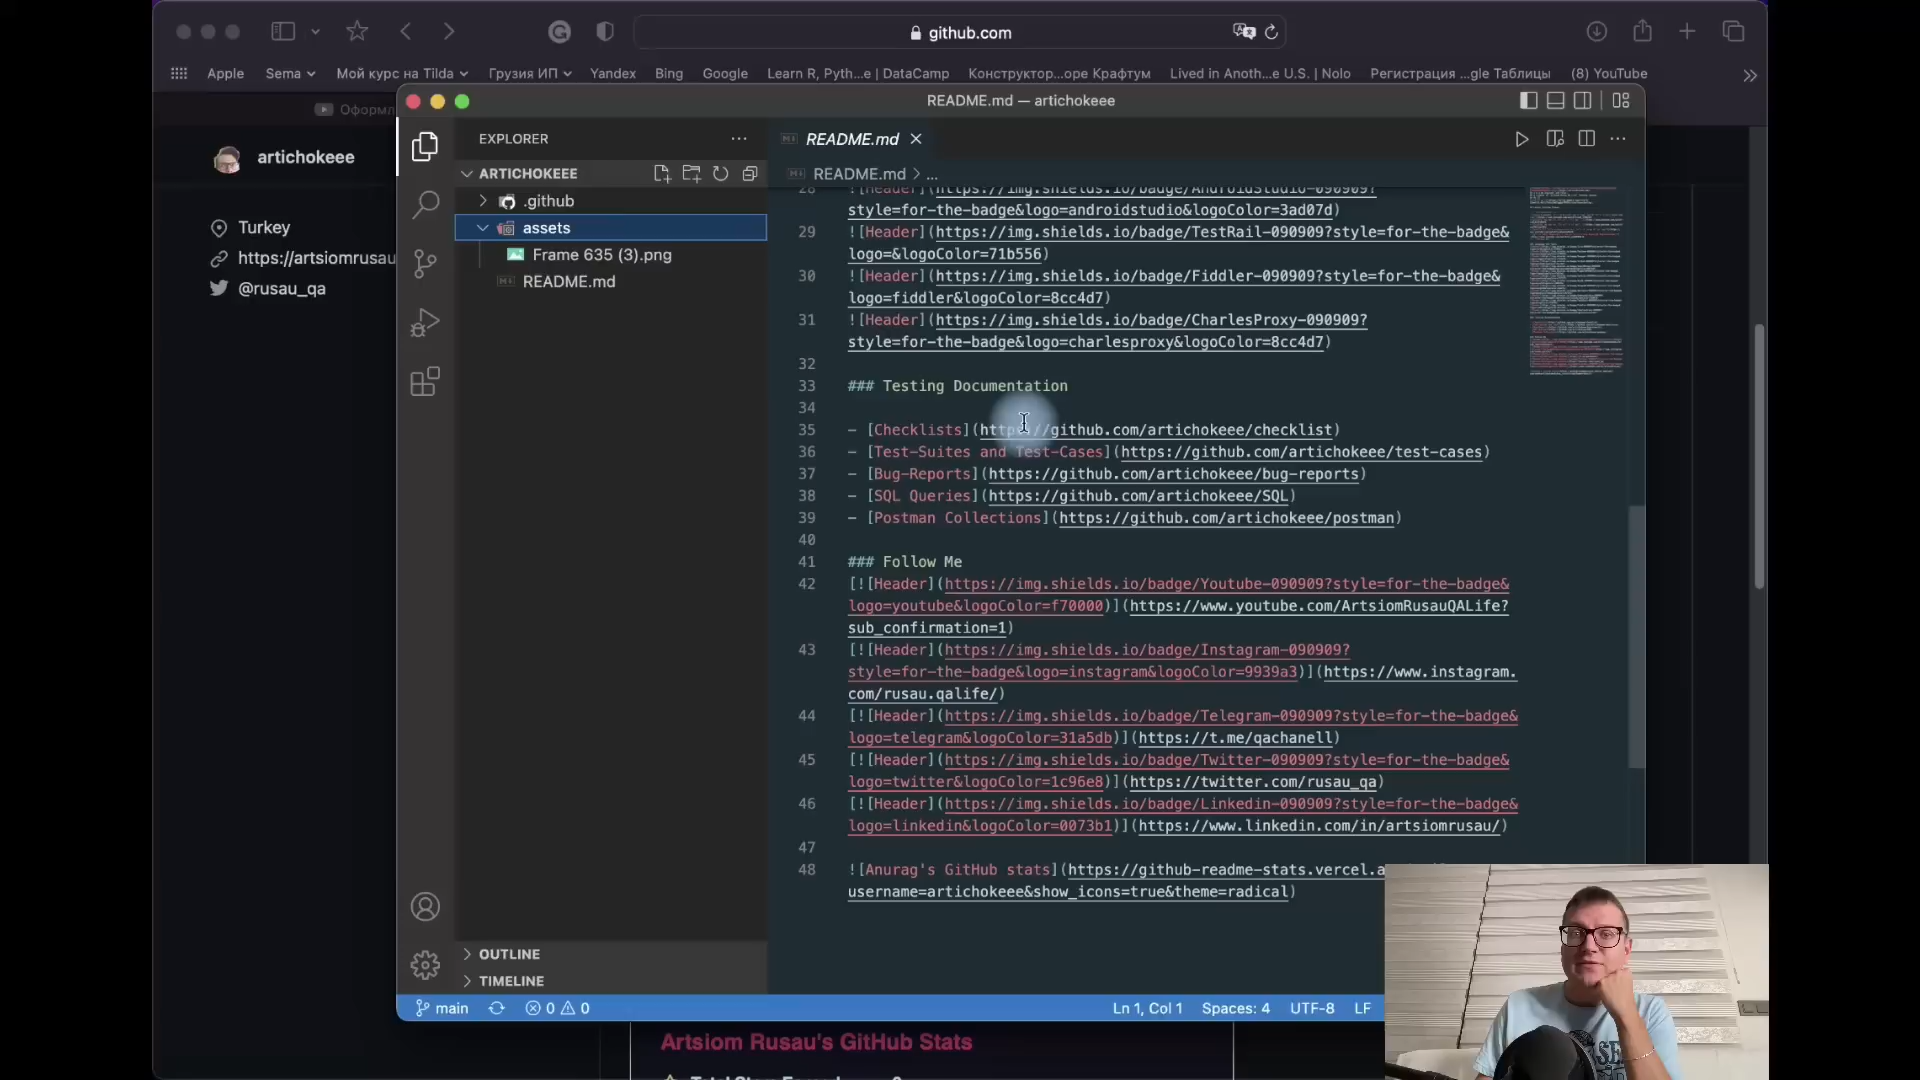 github.com
Apple Sema Мой курс на Tilda Грузия ИП Yandex Bing Google Learn R, Pyth...e | DataCamp Конструктор...оре Крафтум Lived in Anoth...e U.S. | Nolo Регистрация ...gle Таблицы (8) YouTube
README.md — artichokeee
artichokeee
Turkey
https://artsiomrusau
@rusau_qa
EXPLORER
ARTICHOKEEE
.github
assets
Frame 635 (3).png
README.md
OUTLINE
TIMELINE
README.md
README.md > ...
28 ![Header](https://img.shields.io/badge/AndroidStudio-090909?
style=for-the-badge&logo=androidstudio&logoColor=3ad07d)
29 ![Header](https://img.shields.io/badge/TestRail-090909?style=for-the-badge&
logo=&logoColor=71b556)
30 ![Header](https://img.shields.io/badge/Fiddler-090909?style=for-the-badge&
logo=fiddler&logoColor=8cc4d7)
31 ![Header](https://img.shields.io/badge/CharlesProxy-090909?
style=for-the-badge&logo=charlesproxy&logoColor=8cc4d7)
32
33 ### Testing Documentation
34
35 - [Checklists](https://github.com/artichokeee/checklist)
36 - [Test-Suites and Test-Cases](https://github.com/artichokeee/test-cases)
37 - [Bug-Reports](https://github.com/artichokeee/bug-reports)
38 - [SQL Queries](https://github.com/artichokeee/SQL)
39 - [Postman Collections](https://github.com/artichokeee/postman)
40
41 ### Follow Me
42 [![Header](https://img.shields.io/badge/Youtube-090909?style=for-the-badge&
logo=youtube&logoColor=f70000)](https://www.youtube.com/ArtsiomRusauQALife?
sub_confirmation=1)
43 [![Header](https://img.shields.io/badge/Instagram-090909?
style=for-the-badge&logo=instagram&logoColor=9939a3)](https://www.instagram.
com/rusau.qalife/)
44 [![Header](https://img.shields.io/badge/Telegram-090909?style=for-the-badge&
logo=telegram&logoColor=31a5db)](https://t.me/qachanell)
45 [![Header](https://img.shields.io/badge/Twitter-090909?style=for-the-badge&
logo=twitter&logoColor=1c96e8)](https://twitter.com/rusau_qa)
46 [![Header](https://img.shields.io/badge/Linkedin-090909?style=for-the-badge&
logo=linkedin&logoColor=0073b1)](https://www.linkedin.com/in/artsiomrusau/)
47
48 ![Anurag's GitHub stats](https://github-readme-stats.vercel.a
username=artichokeee&show_icons=true&theme=radical)
main 0 0 Ln 1, Col 1 Spaces: 4 UTF-8 LF
Artsiom Rusau's GitHub Stats